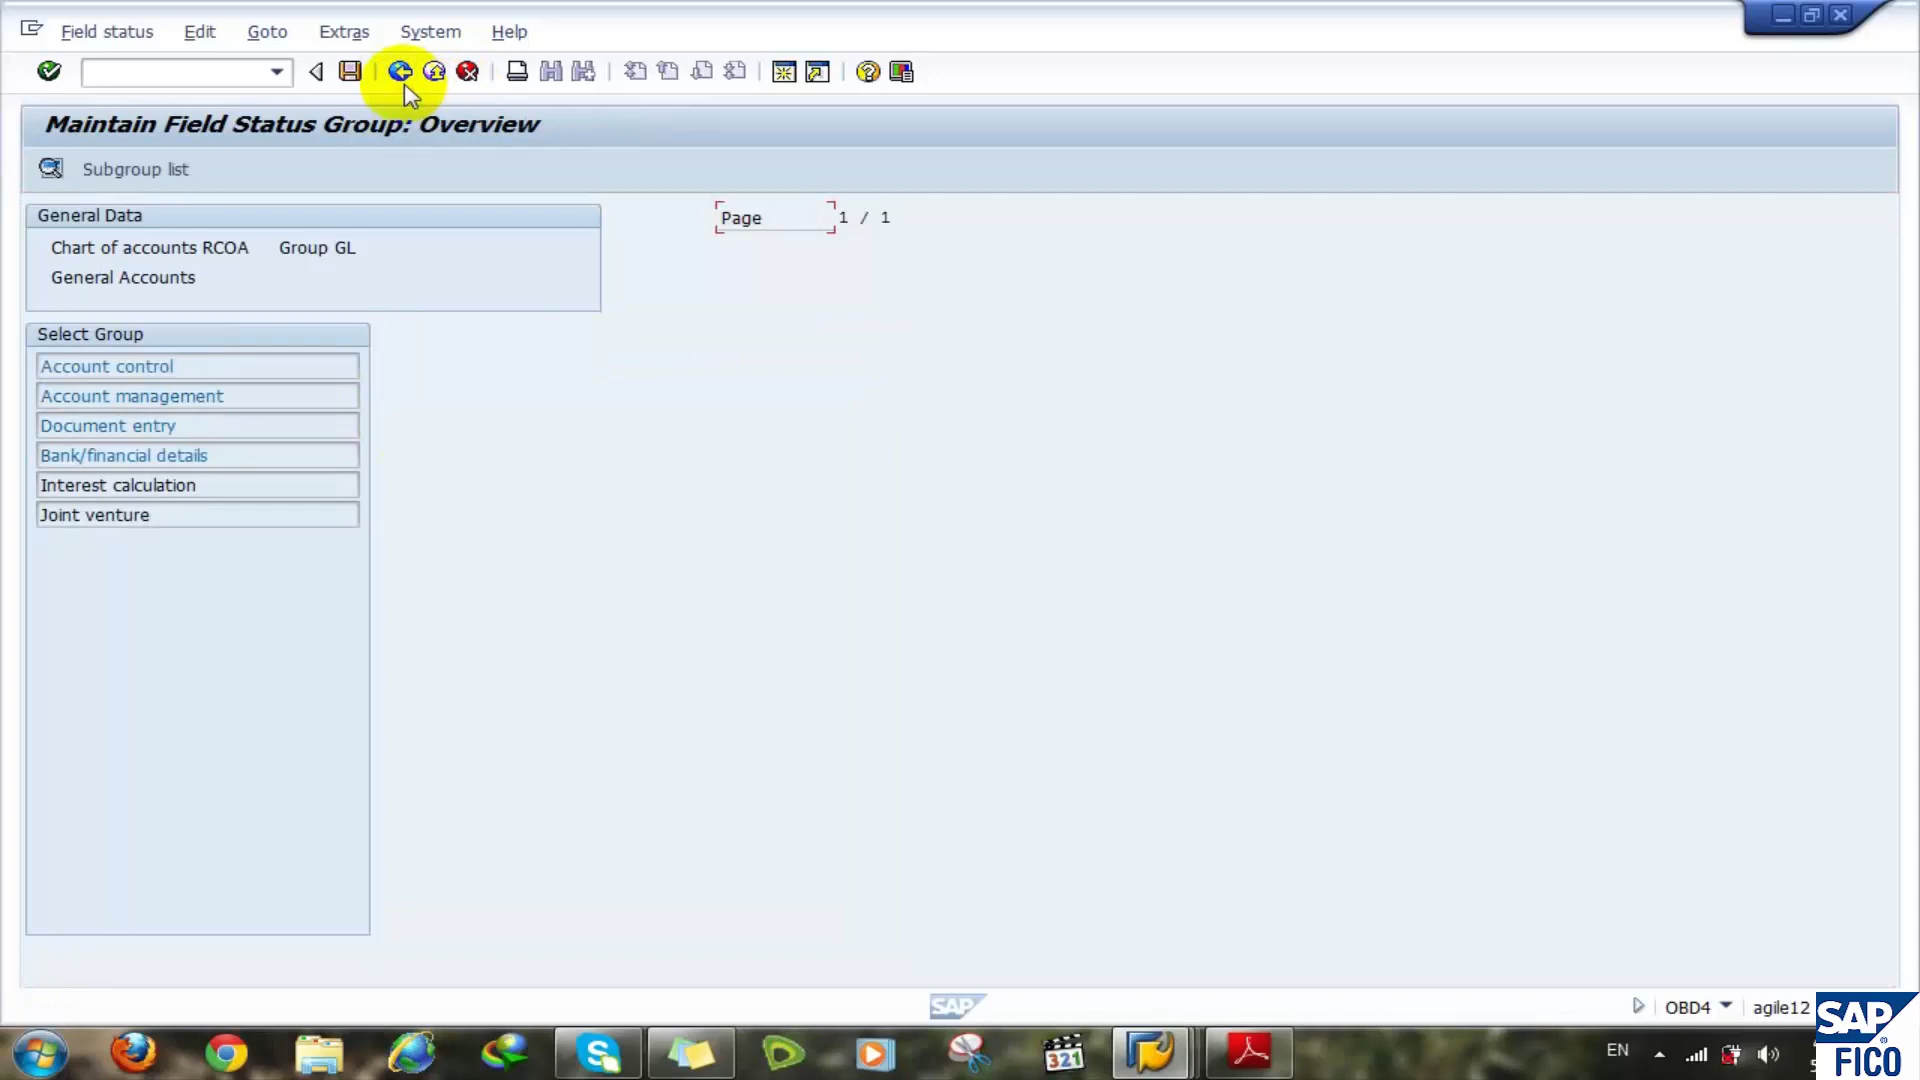 Field status Edit Goto Extras System Help
Maintain Field Status Group: Overview
Subgroup list
General Data
Chart of accounts RCOA Group GL
General Accounts
Page 1 / 1
Select Group
Account control
Account management
Document entry
Bank/financial details
Interest calculation
Joint venture
SAP
OBD4 agile12
SAP
FICO
321
EN